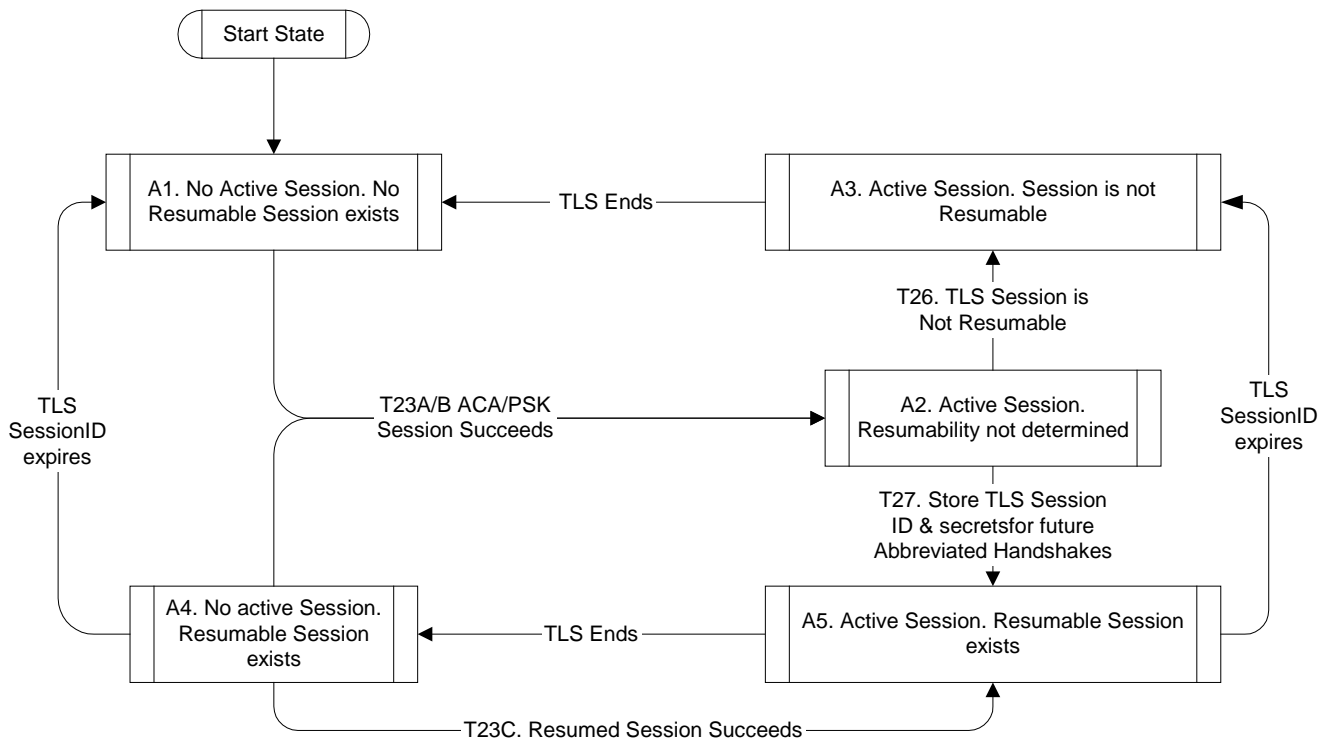 Start State
A1. No Active Session. No
Resumable Session exists
TLS Ends
A3. Active Session. Session is not
Resumable
T26. TLS Session is
Not Resumable
TLS
SessionID
expires
T23A/B ACA/PSK
Session Succeeds
A2. Active Session.
Resumability not determined
TLS
SessionID
expires
T27. Store TLS Session
ID & secretsfor future
Abbreviated Handshakes
A4. No active Session.
Resumable Session
exists
TLS Ends
A5. Active Session. Resumable Session
exists
T23C. Resumed Session Succeeds